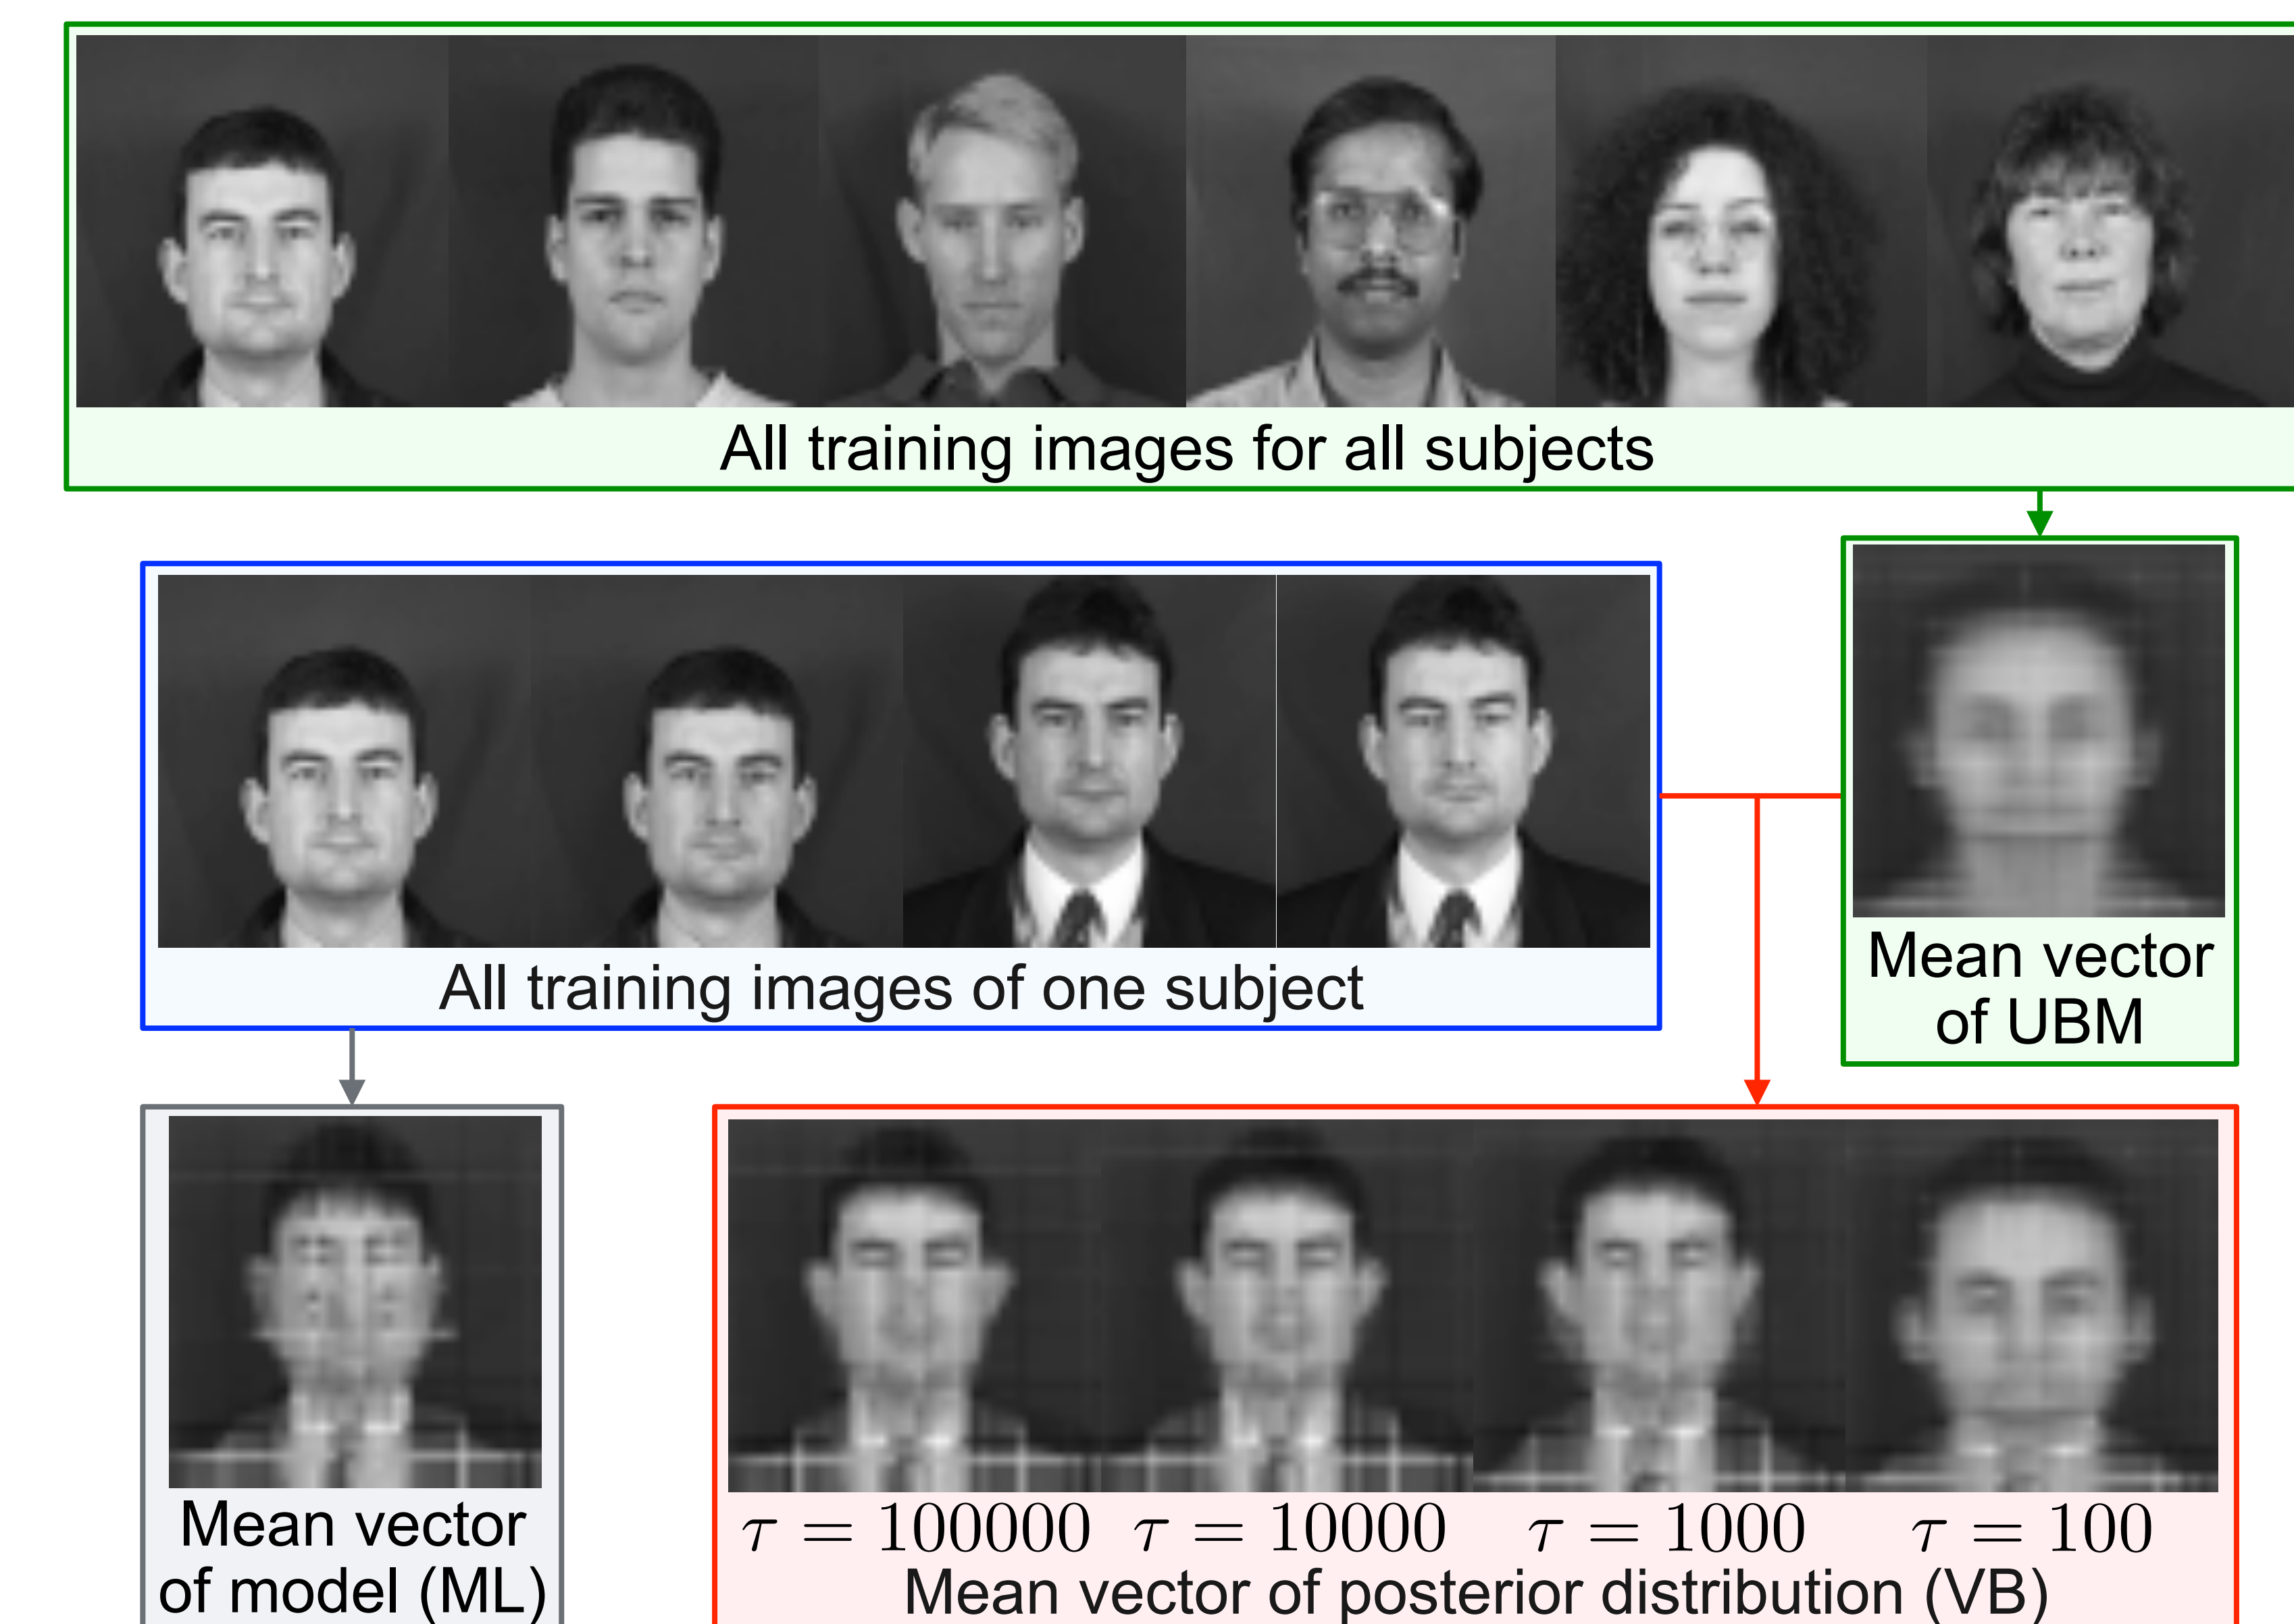 All training images for all subjects
Mean vector
of UBM
All training images of one subject
Mean vector
of model (ML)
τ = 100000 τ = 10000 τ = 1000 τ = 100
Mean vector of posterior distribution (VB)